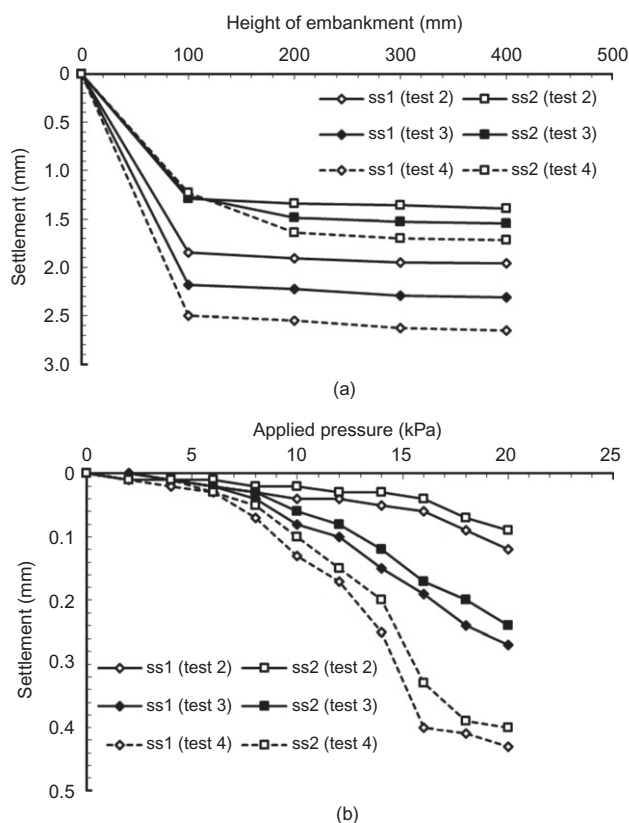 Height of embankment (mm)
0 100 200 300 400 500
0
0.5
1.0
1.5
2.0
2.5
3.0
Settlement (mm)
ss1 (test 2) ss2 (test 2)
ss1 (test 3) ss2 (test 3)
ss1 (test 4) ss2 (test 4)
(a)
Applied pressure (kPa)
0 5 10 15 20 25
0
0.1
0.2
0.3
0.4
0.5
Settlement (mm)
ss1 (test 2) ss2 (test 2)
ss1 (test 3) ss2 (test 3)
ss1 (test 4) ss2 (test 4)
(b)